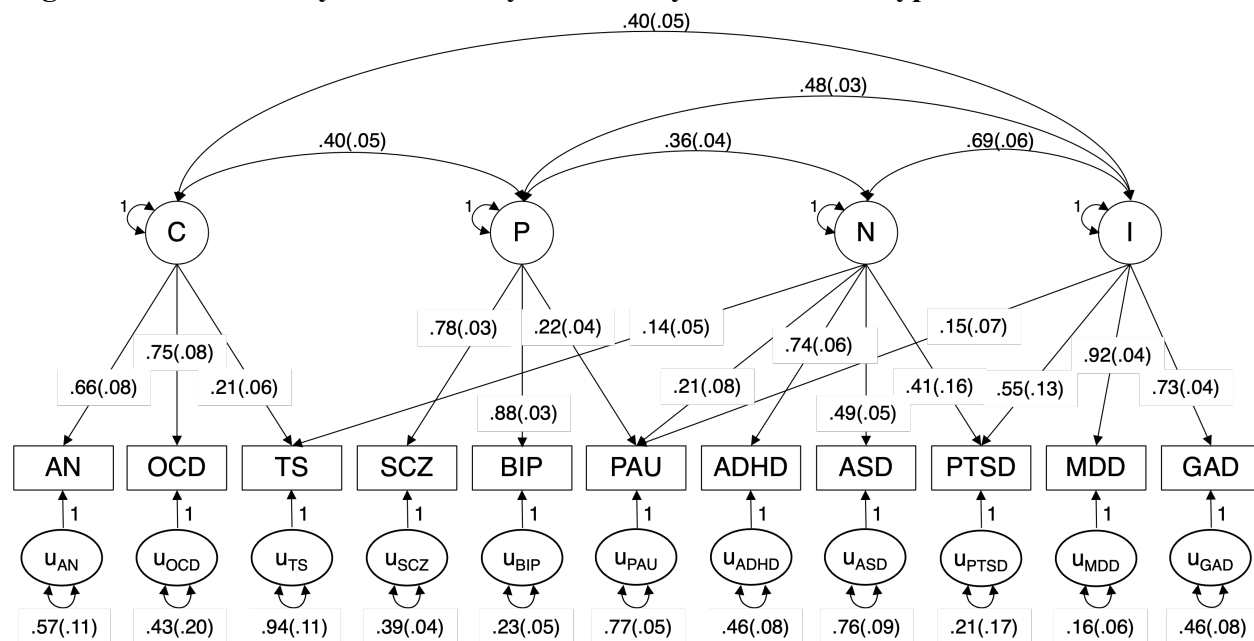 .40(.05)
.48(.03)
.40(.05) .36(.04) .69(.06)
1 1 1 1
C P N I
.78(.03) .22(.04) .14(.05) .15(.07)
.75(.08) .74(.06) .92(.04)
.66(.08) .21(.06) .21(.08) .41(.16) .55(.13) .73(.04)
.88(.03) .49(.05)
AN OCD TS SCZ BIP PAU ADHD ASD PTSD MDD GAD
1 1 1 1 1 1 1 1 1 1 1
uAN uOCD uTS uSCZ uBIP uPAU uADHD uASD uPTSD uMDD uGAD
.57(.11) .43(.20) .94(.11) .39(.04) .23(.05) .77(.05) .46(.08) .76(.09) .21(.17) .16(.06) .46(.08)